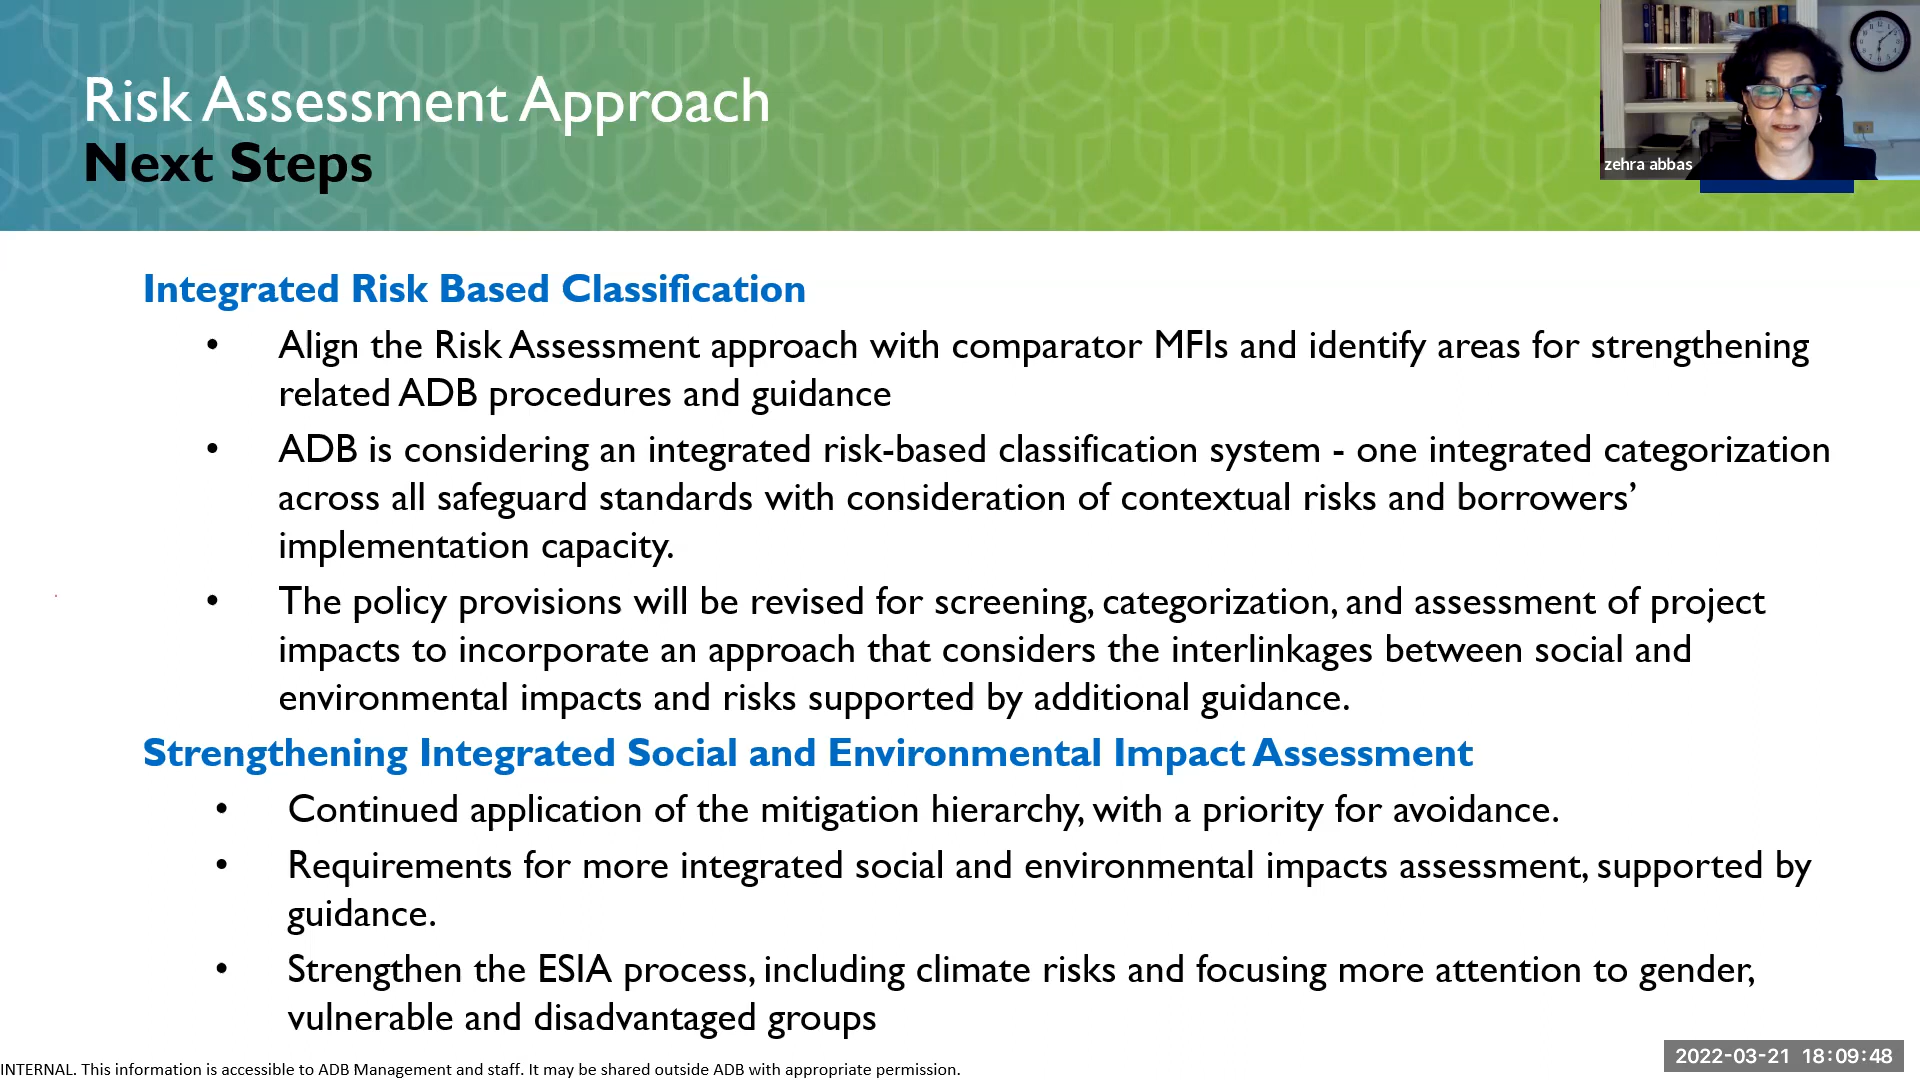 Risk Assessment Approach
Next Steps
zehra abbas
Integrated Risk Based Classification
• Align the Risk Assessment approach with comparator MFIs and identify areas for strengthening
related ADB procedures and guidance
• ADB is considering an integrated risk-based classification system - one integrated categorization
across all safeguard standards with consideration of contextual risks and borrowers’
implementation capacity.
• The policy provisions will be revised for screening, categorization, and assessment of project
impacts to incorporate an approach that considers the interlinkages between social and
environmental impacts and risks supported by additional guidance.
Strengthening Integrated Social and Environmental Impact Assessment
• Continued application of the mitigation hierarchy, with a priority for avoidance.
• Requirements for more integrated social and environmental impacts assessment, supported by
guidance.
• Strengthen the ESIA process, including climate risks and focusing more attention to gender,
vulnerable and disadvantaged groups
INTERNAL. This information is accessible to ADB Management and staff. It may be shared outside ADB with appropriate permission.
2022-03-21 18:09:48